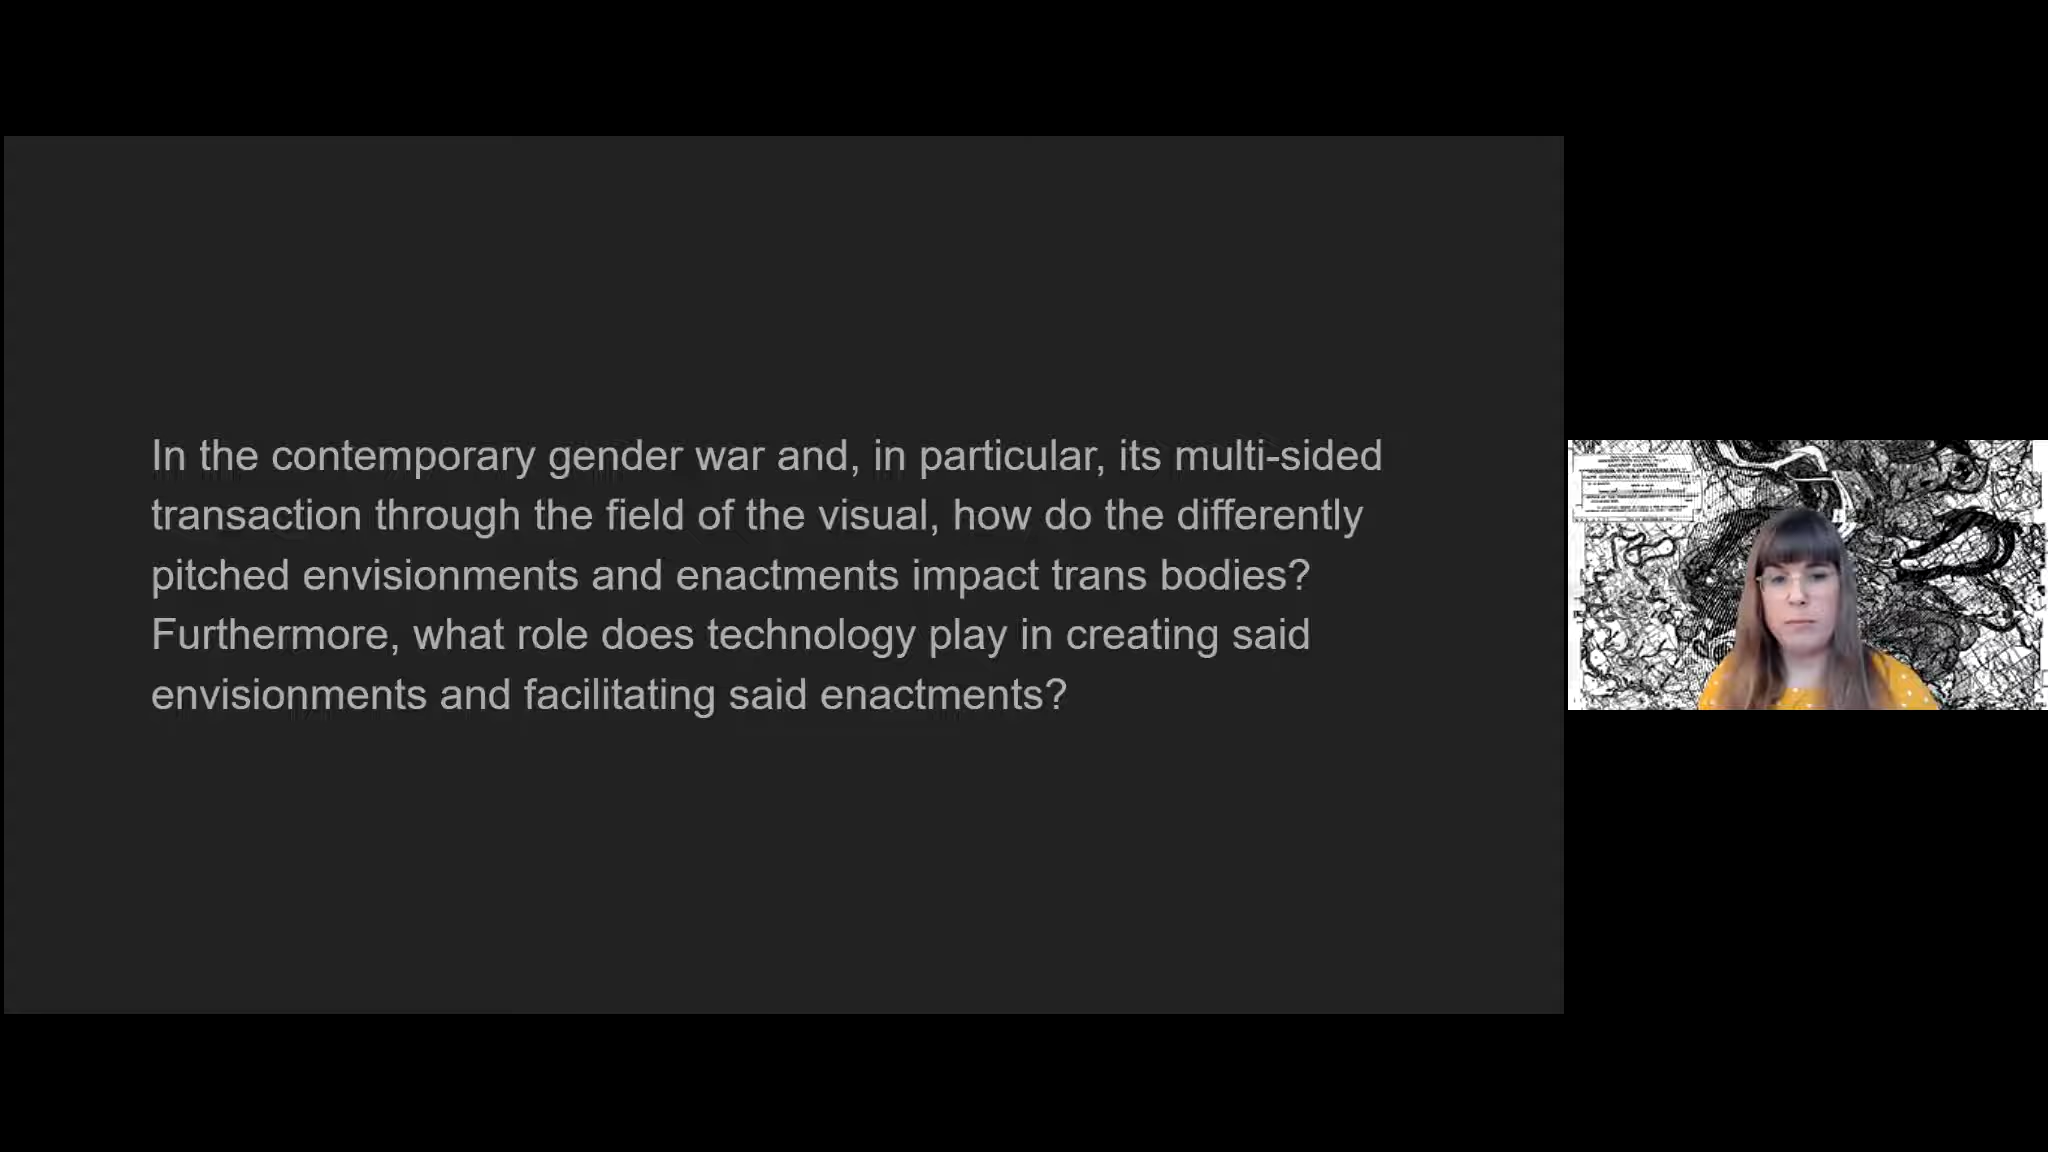 In the contemporary gender war and, in particular, its multi-sided
transaction through the field of the visual, how do the differently
pitched envisionments and enactments impact trans bodies?
Furthermore, what role does technology play in creating said
envisionments and facilitating said enactments?